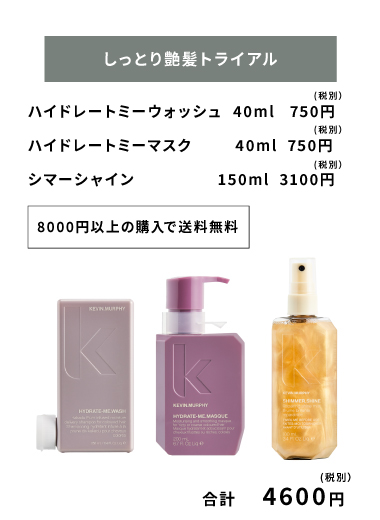 しっとり艶髪トライアル
(税別)
ハイドレートミーウォッシュ 40ml 750円
(税別)
ハイドレートミーマスク 40ml 750円
(税別)
シマーシャイン 150ml 3100円
8000円以上の購入で送料無料
KEVIN.MURPHY
HYDRATE-ME.WASH
KEVIN.MURPHY
HYDRATE-ME.MASQUE
KEVIN.MURPHY
SHIMMER.SHINE
(税別)
合計 4600円